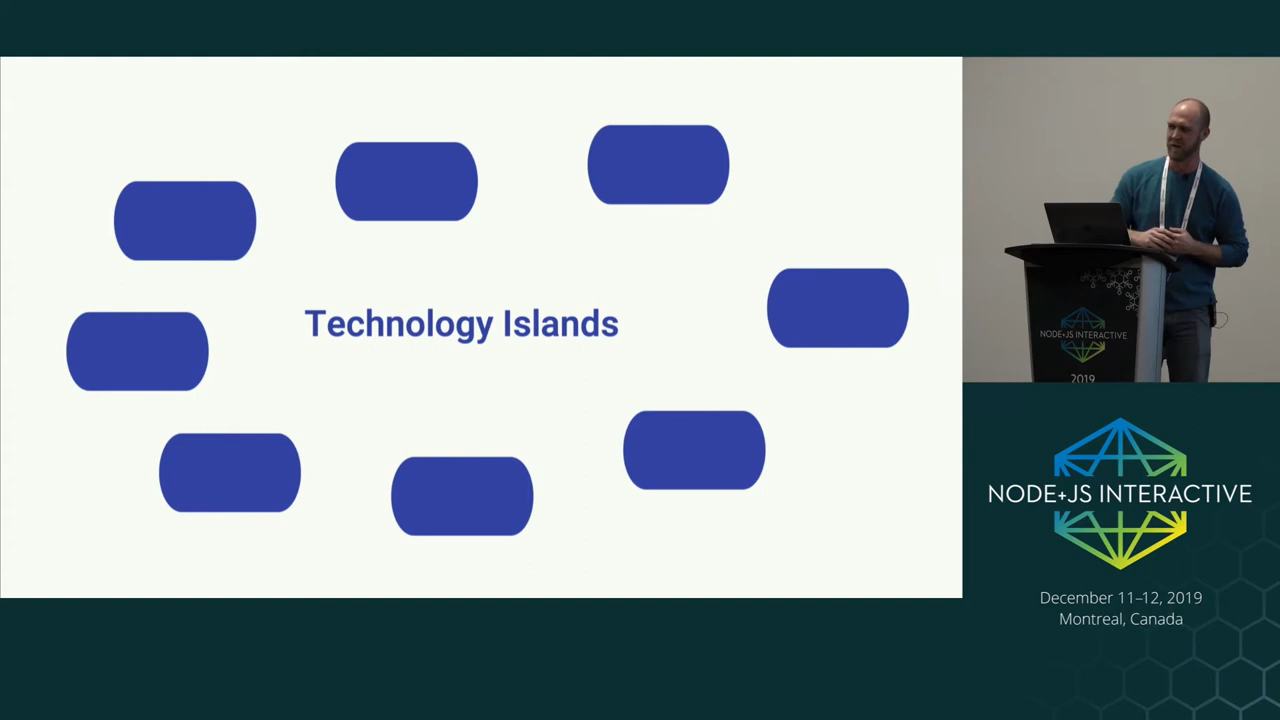 Technology Islands
NODE+JS INTERACTIVE
2019
NODE+JS INTERACTIVE
December 11–12, 2019
Montreal, Canada